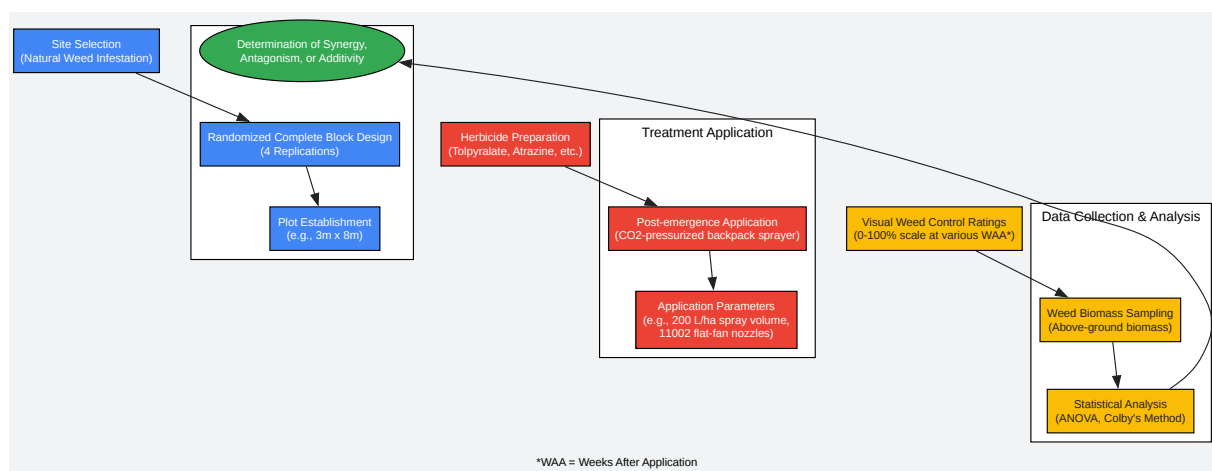 Site Selection
(Natural Weed Infestation)
Determination of Synergy,
Antagonism, or Additivity
Randomized Complete Block Design
(4 Replications)
Plot Establishment
(e.g., 3m x 8m)
Herbicide Preparation
(Tolpyralate, Atrazine, etc.)
Treatment Application
Post-emergence Application
(CO2-pressurized backpack sprayer)
Application Parameters
(e.g., 200 L/ha spray volume,
11002 flat-fan nozzles)
Visual Weed Control Ratings
(0-100% scale at various WAA*)
Data Collection & Analysis
Weed Biomass Sampling
(Above-ground biomass)
Statistical Analysis
(ANOVA, Colby's Method)
*WAA = Weeks After Application